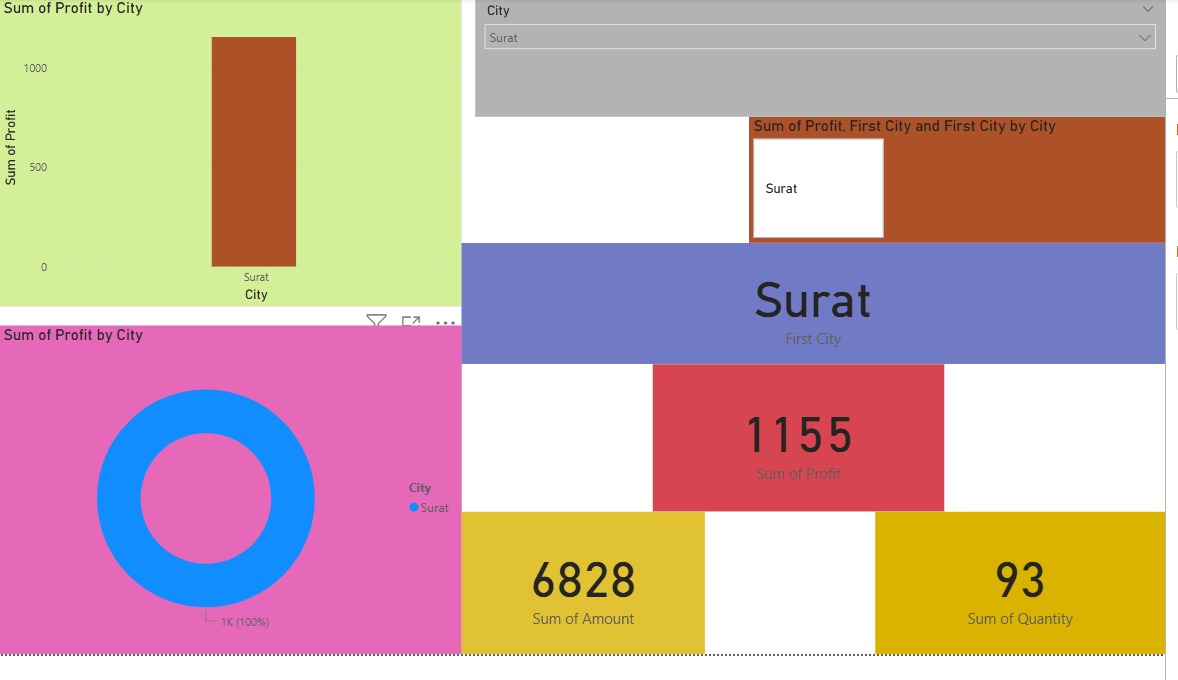 Sum of Profit by City
1000
500
0
Sum of Profit
Surat
City
City
Surat
Sum of Profit, First City and First City by City
Surat
Surat
First City
1155
Sum of Profit
Sum of Profit by City
City
Surat
1K (100%)
6828
Sum of Amount
93
Sum of Quantity